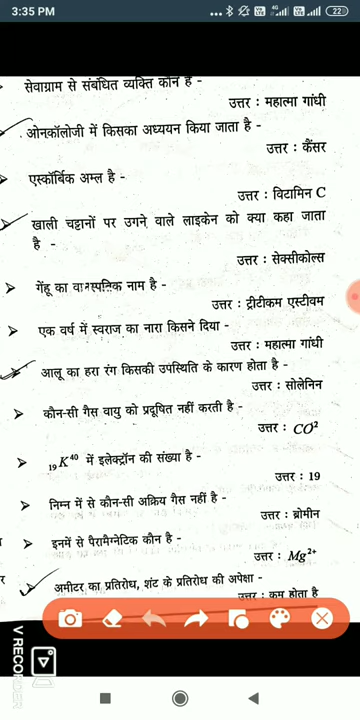 3:35 PM
4G
22
सेवाग्राम से संबंधित व्यक्ति कौन है -
उत्तर : महात्मा गांधी
ओनकॉलोजी में किसका अध्ययन किया जाता है -
उत्तर : कैंसर
एस्कॉर्बिक अम्ल है -
उत्तर : विटामिन C
खाली चट्टानों पर उगने वाले लाइकेन को क्या कहा जाता
है -
उत्तर : सेक्सीकोल्स
गेंहू का वानस्पतिक नाम है -
उत्तर : ट्रीटीकम एस्टीवम
एक वर्ष में स्वराज का नारा किसने दिया -
उत्तर : महात्मा गांधी
आलू का हरा रंग किसकी उपस्थिति के कारण होता है -
उत्तर : सोलेनिन
कौन-सी गैस वायु को प्रदूषित नहीं करती है -
उत्तर : CO²
₁₉K⁴⁰ में इलेक्ट्रॉन की संख्या है -
उत्तर : 19
निम्न में से कौन-सी अक्रिय गैस नहीं है -
उत्तर : ब्रोमीन
इनमें से पैरामैग्नेटिक कौन है -
उत्तर : Mg²⁺
अमीटर का प्रतिरोध, शंट के प्रतिरोध की अपेक्षा -
उत्तर : कम होता है
V RECORDER